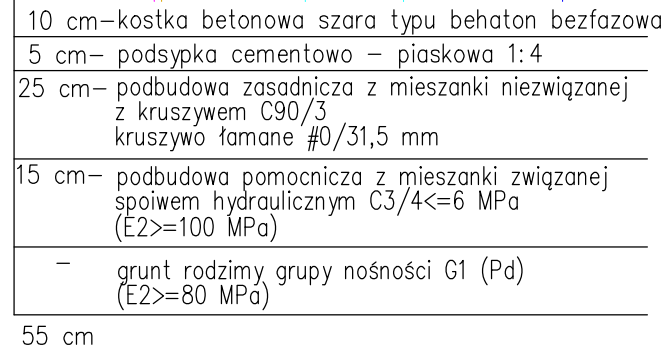 10 cm–kostka betonowa szara typu behaton bezfazowa
5 cm– podsypka cementowo – piaskowa 1:4
25 cm– podbudowa zasadnicza z mieszanki niezwiązanej
z kruszywem C90/3
kruszywo łamane #0/31,5 mm
15 cm– podbudowa pomocnicza z mieszanki związanej
spoiwem hydraulicznym C3/4<=6 MPa
(E2>=100 MPa)
– grunt rodzimy grupy nośności G1 (Pd)
(E2>=80 MPa)
55 cm